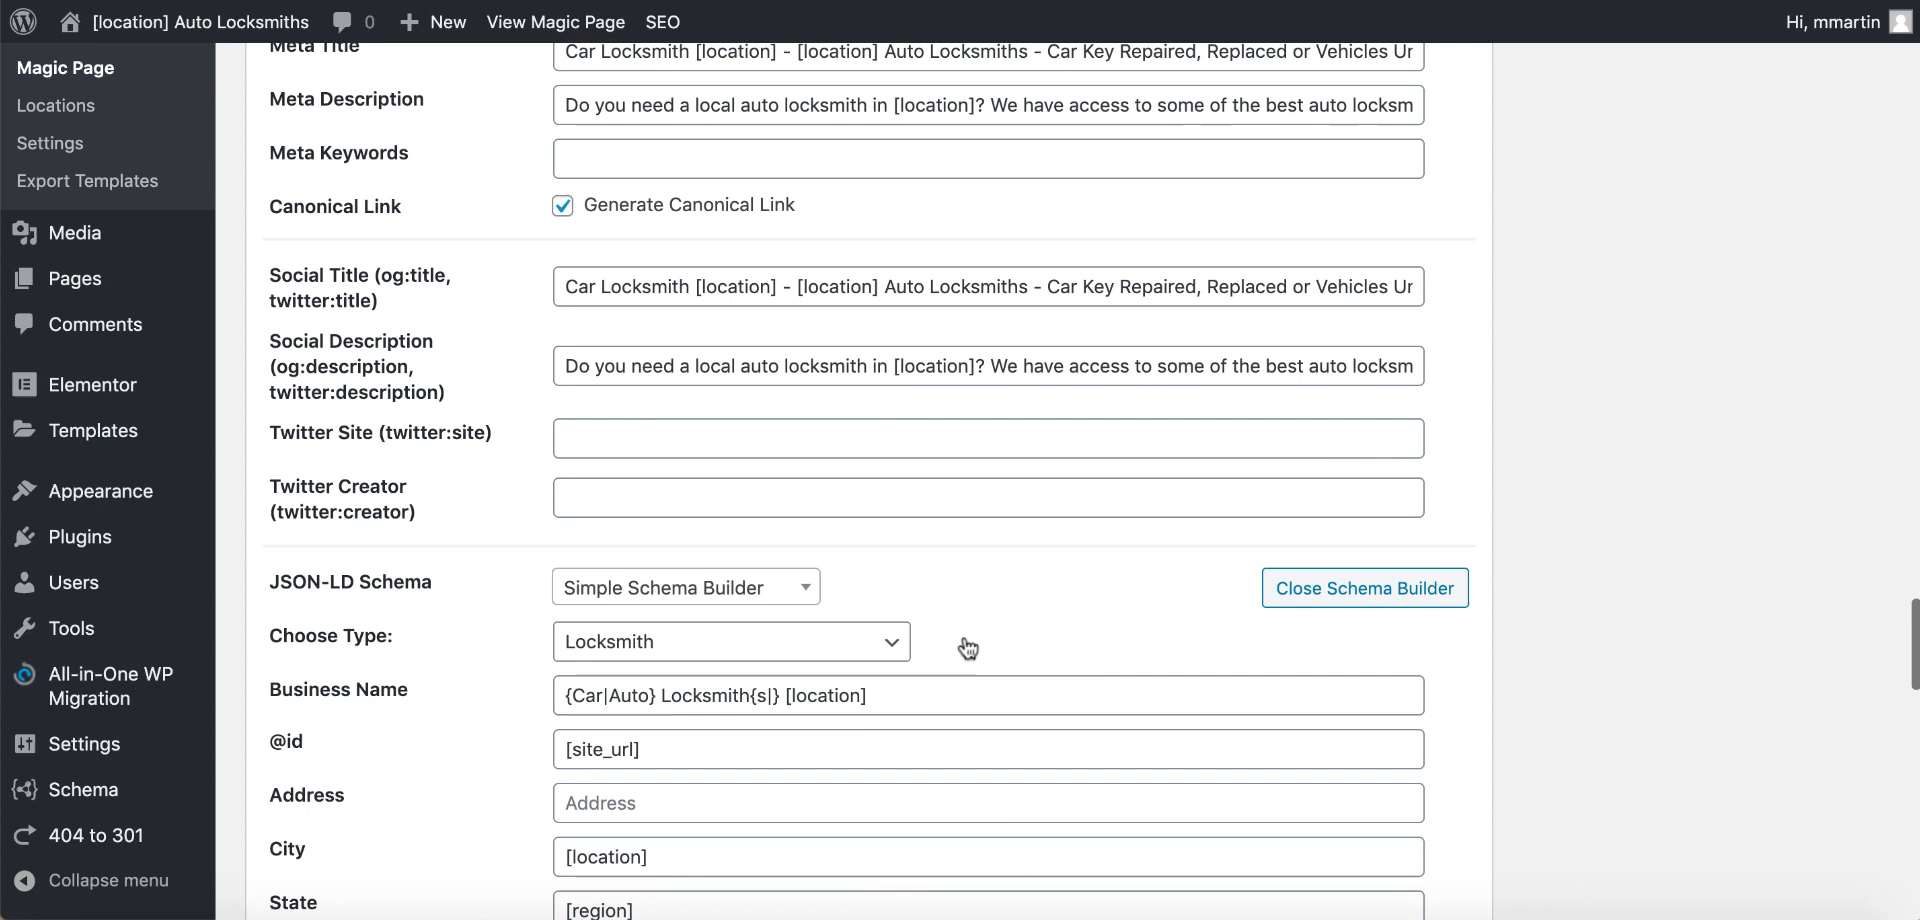 [location] Auto Locksmiths 0 New View Magic Page SEO Hi, mmartin
Magic Page
Locations
Settings
Export Templates
Media
Pages
Comments
Elementor
Templates
Appearance
Plugins
Users
Tools
All-in-One WP
Migration
Settings
Schema
404 to 301
Collapse menu
Meta Title
Car Locksmith [location] - [location] Auto Locksmiths - Car Key Repaired, Replaced or Vehicles Ur
Meta Description
Do you need a local auto locksmith in [location]? We have access to some of the best auto locksm
Meta Keywords
Canonical Link
Generate Canonical Link
Social Title (og:title,
twitter:title)
Car Locksmith [location] - [location] Auto Locksmiths - Car Key Repaired, Replaced or Vehicles Ur
Social Description
(og:description,
twitter:description)
Do you need a local auto locksmith in [location]? We have access to some of the best auto locksm
Twitter Site (twitter:site)
Twitter Creator
(twitter:creator)
JSON-LD Schema
Simple Schema Builder
Close Schema Builder
Choose Type:
Locksmith
Business Name
{Car|Auto} Locksmith{s|} [location]
@id
[site_url]
Address
Address
City
[location]
State
[region]